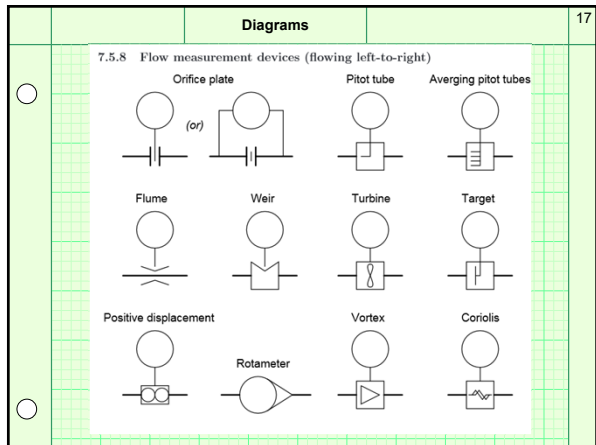 Diagrams
17
7.5.8 Flow measurement devices (flowing left-to-right)
Orifice plate
Pitot tube
Averging pitot tubes
(or)
Flume
Weir
Turbine
Target
Positive displacement
Rotameter
Vortex
Coriolis